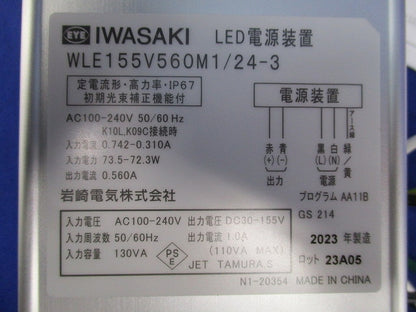 EYE IWASAKI LED電源装置
WLE155V560M1/24-3
定電流形・高力率・IP67
初期光束補正機能付
AC100-240V 50/60 Hz
K10L,K09C接続時
入力電流 0.742-0.310A
入力電力 73.5-72.3W
出力電流 0.560A
岩崎電気株式会社
電源装置
アース線
赤 青 黒 白 緑/黄
(+) (-) (L) (N)
出力 電源
プログラム AA11B
GS 214
2023 年製造
ロット 23A05
入力電圧 AC100-240V 出力電圧 DC30-155V
入力周波数 50/60Hz 出力電流 1.0A
(110VA MAX)
入力容量 130VA PSE JET TAMURA S
N1-20354 MADE IN CHINA